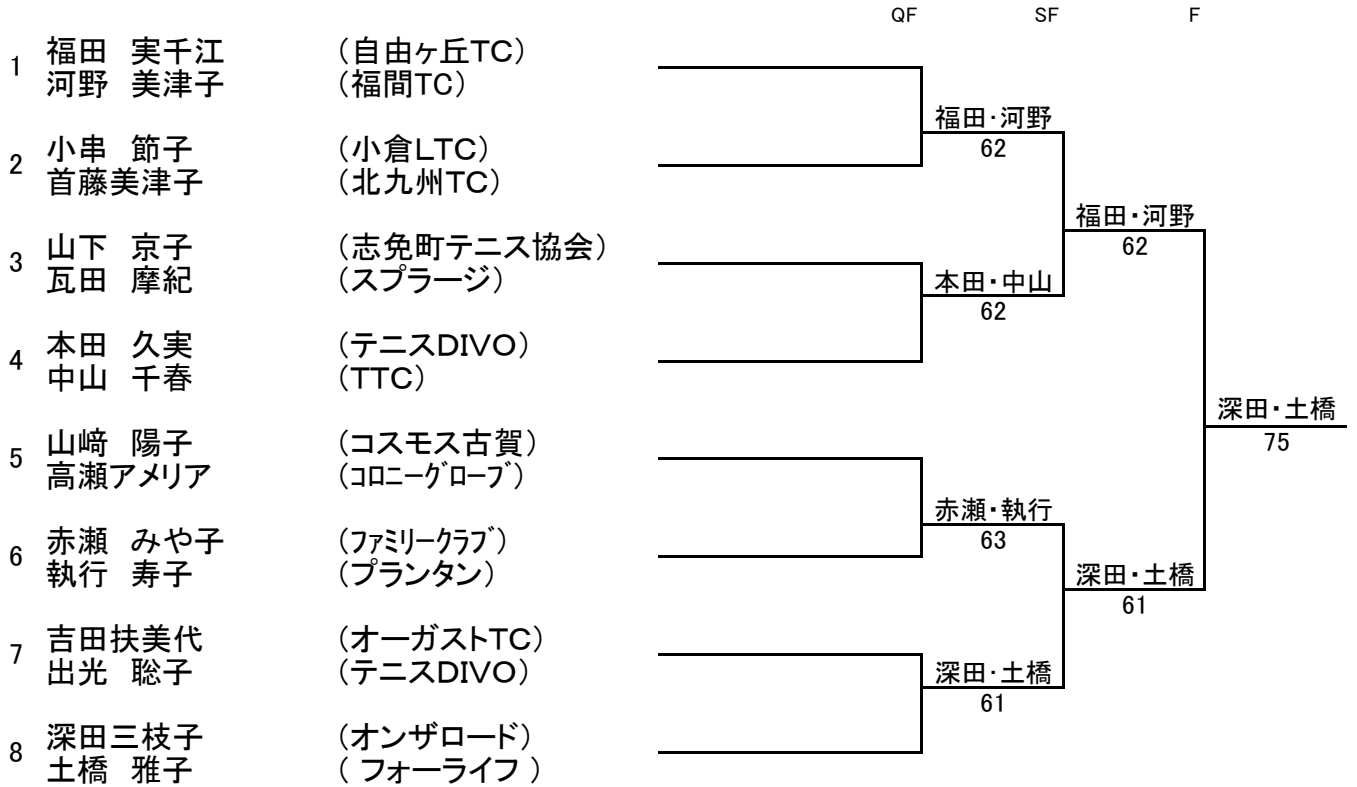 QF SF F
1 福田　実千江 (自由ヶ丘TC)
河野　美津子 (福間TC)
福田・河野
62
2 小串　節子 (小倉LTC)
首藤美津子 (北九州TC)
福田・河野
62
3 山下　京子 (志免町テニス協会)
瓦田　摩紀 (スプラージ)
本田・中山
62
4 本田　久実 (テニスDIVO)
中山　千春 (TTC)
深田・土橋
75
5 山﨑　陽子 (コスモス古賀)
高瀬アメリア (ｺﾛﾆｰｸﾞﾛｰﾌﾞ)
赤瀬・執行
63
6 赤瀬　みや子 (ﾌｧﾐﾘｰｸﾗﾌﾞ)
執行　寿子 (プランタン)
深田・土橋
61
7 吉田扶美代 (オーガストTC)
出光　聡子 (テニスDIVO)
深田・土橋
61
8 深田三枝子 (オンザロード)
土橋　雅子 ( フォーライフ )